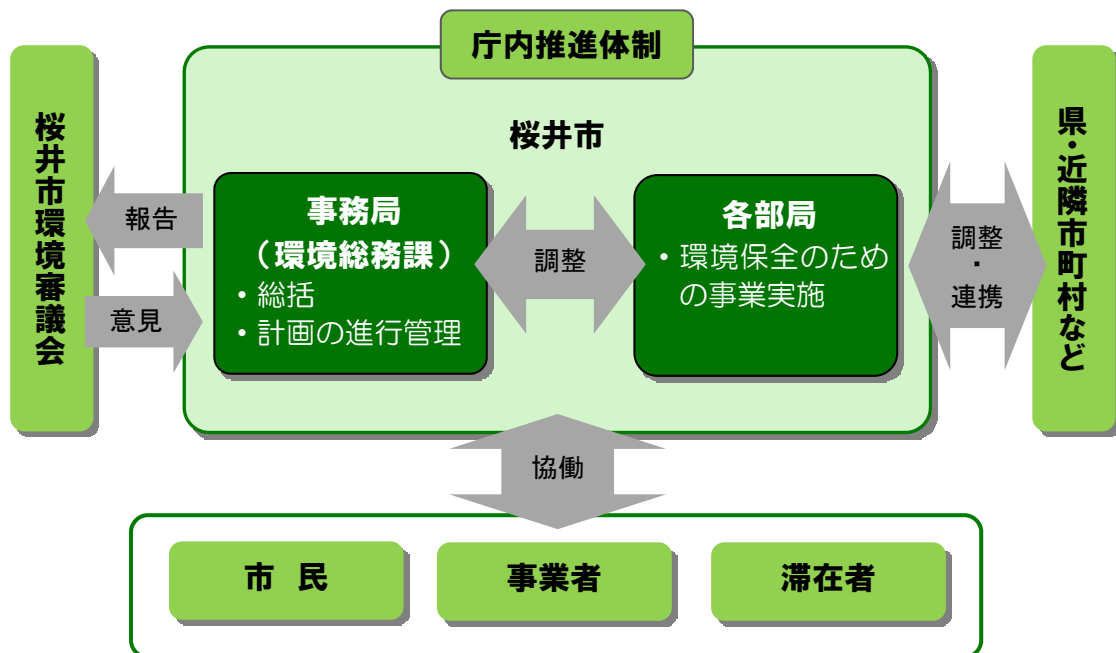 庁内推進体制
桜井市
桜井市環境審議会
報告
意見
事務局
（環境総務課）
・総括
・計画の進行管理
調整
各部局
・環境保全のため
の事業実施
調整
・
連携
県・近隣市町村など
協働
市 民
事業者
滞在者